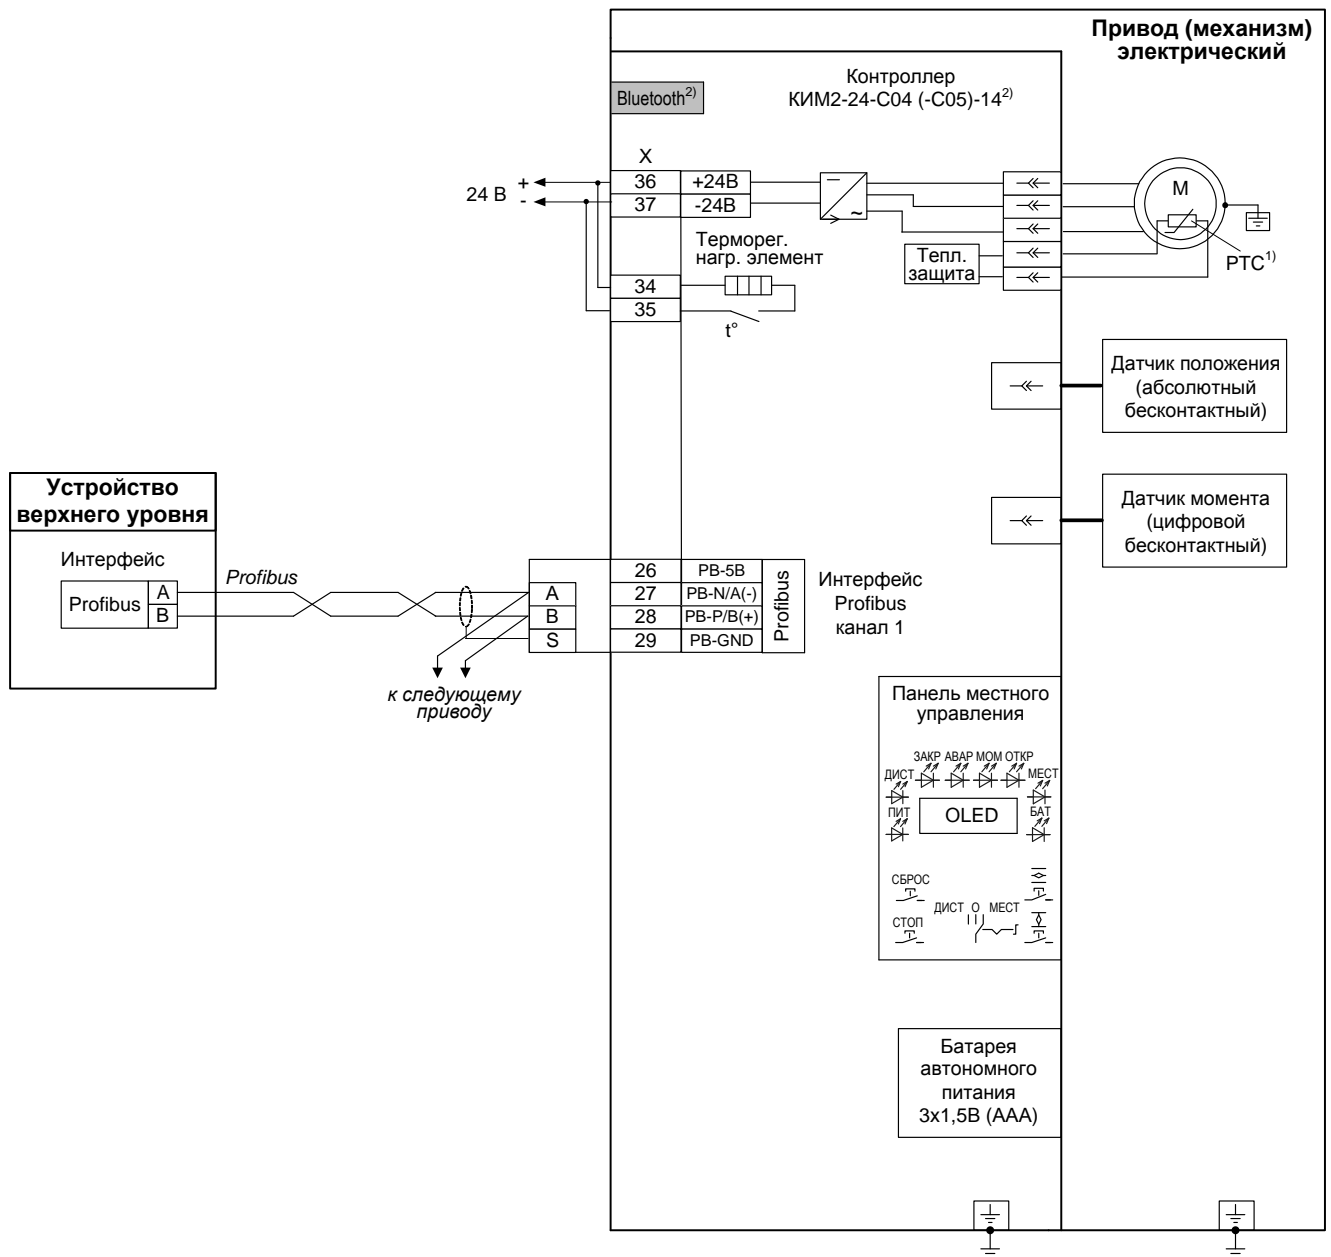 Привод (механизм)
электрический
Контроллер
КИМ2-24-С04 (-С05)-14²⁾
Bluetooth²⁾
X
24 В
+
-
36 +24В
37 -24В
Терморег.
нагр. элемент
34
35
t°
~
Тепл.
защита
M
PTC¹⁾
Датчик положения
(абсолютный
бесконтактный)
Датчик момента
(цифровой
бесконтактный)
Устройство
верхнего уровня
Интерфейс
Profibus
A
B
Profibus
A
B
S
к следующему
приводу
26 PB-5В
27 PB-N/A(-)
28 PB-P/B(+)
29 PB-GND
Profibus
Интерфейс
Profibus
канал 1
Панель местного
управления
ЗАКР АВАР МОМ ОТКР
ДИСТ
МЕСТ
ПИТ
OLED
БАТ
СБРОС
ДИСТ О МЕСТ
СТОП
Батарея
автономного
питания
3х1,5В (ААА)